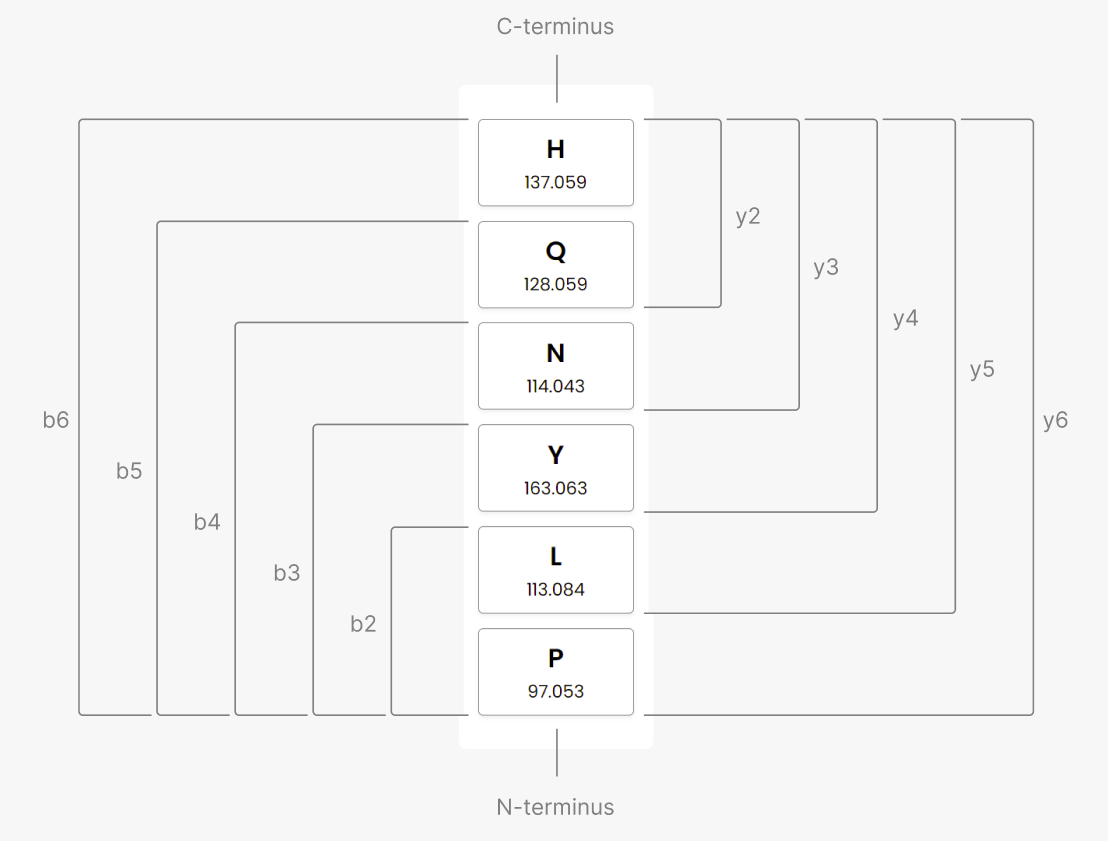 C-terminus
H
137.059
y2
Q
128.059
y3
y4
N
114.043
y5
b6
y6
Y
163.063
b5
b4
L
113.084
b3
b2
P
97.053
N-terminus